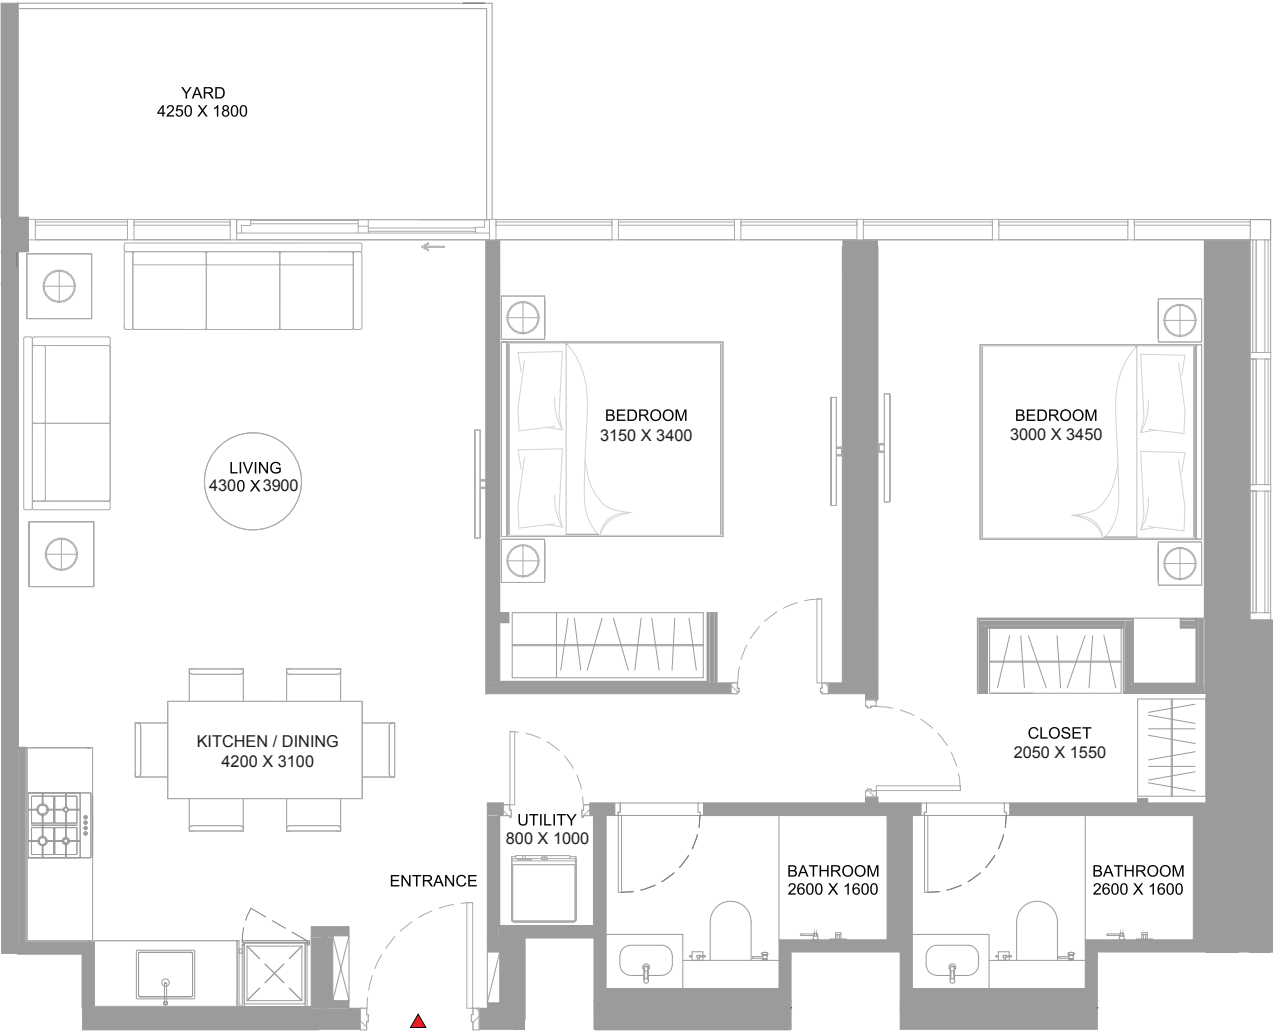 YARD
4250 X 1800
BEDROOM
3150 X 3400
BEDROOM
3000 X 3450
LIVING
4300 X 3900
KITCHEN / DINING
4200 X 3100
CLOSET
2050 X 1550
UTILITY
800 X 1000
ENTRANCE
BATHROOM
2600 X 1600
BATHROOM
2600 X 1600